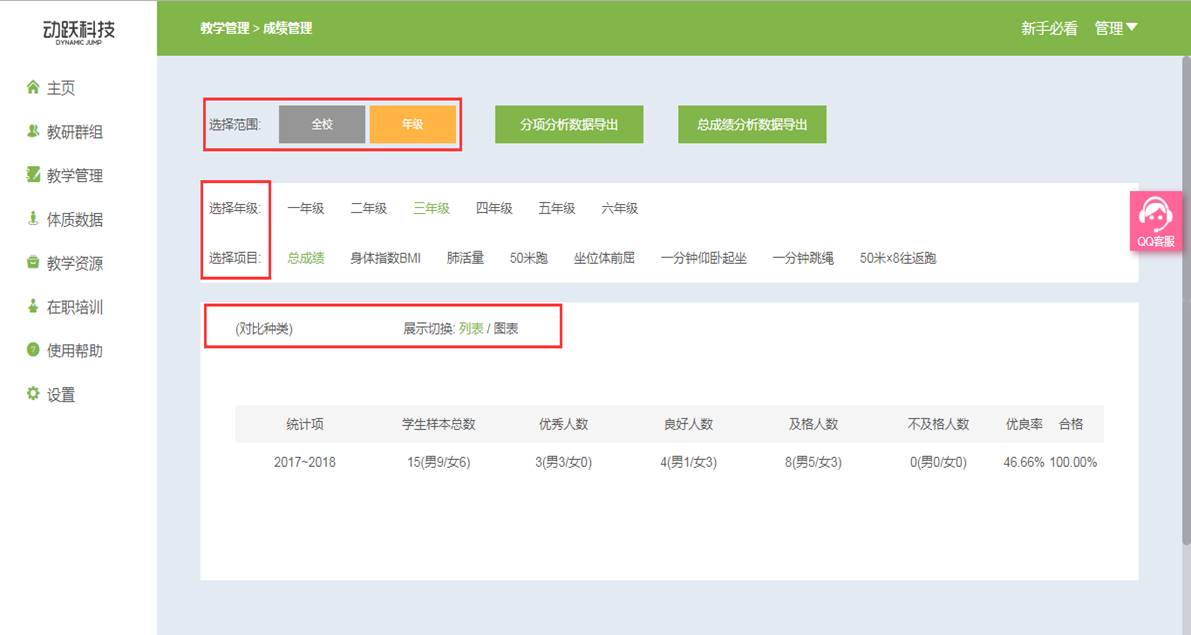 动跃科技
DYNAMIC JUMP
教学管理 > 成绩管理
新手必看 管理
主页
教研群组
教学管理
体质数据
教学资源
在职培训
使用帮助
设置
选择范围: 全校 年级 分项分析数据导出 总成绩分析数据导出
选择年级: 一年级 二年级 三年级 四年级 五年级 六年级
选择项目: 总成绩 身体指数BMI 肺活量 50米跑 坐位体前屈 一分钟仰卧起坐 一分钟跳绳 50米×8往返跑
QQ客服
(对比种类) 展示切换: 列表 / 图表
统计项 学生样本总数 优秀人数 良好人数 及格人数 不及格人数 优良率 合格
2017~2018 15(男9/女6) 3(男3/女0) 4(男1/女3) 8(男5/女3) 0(男0/女0) 46.66% 100.00%